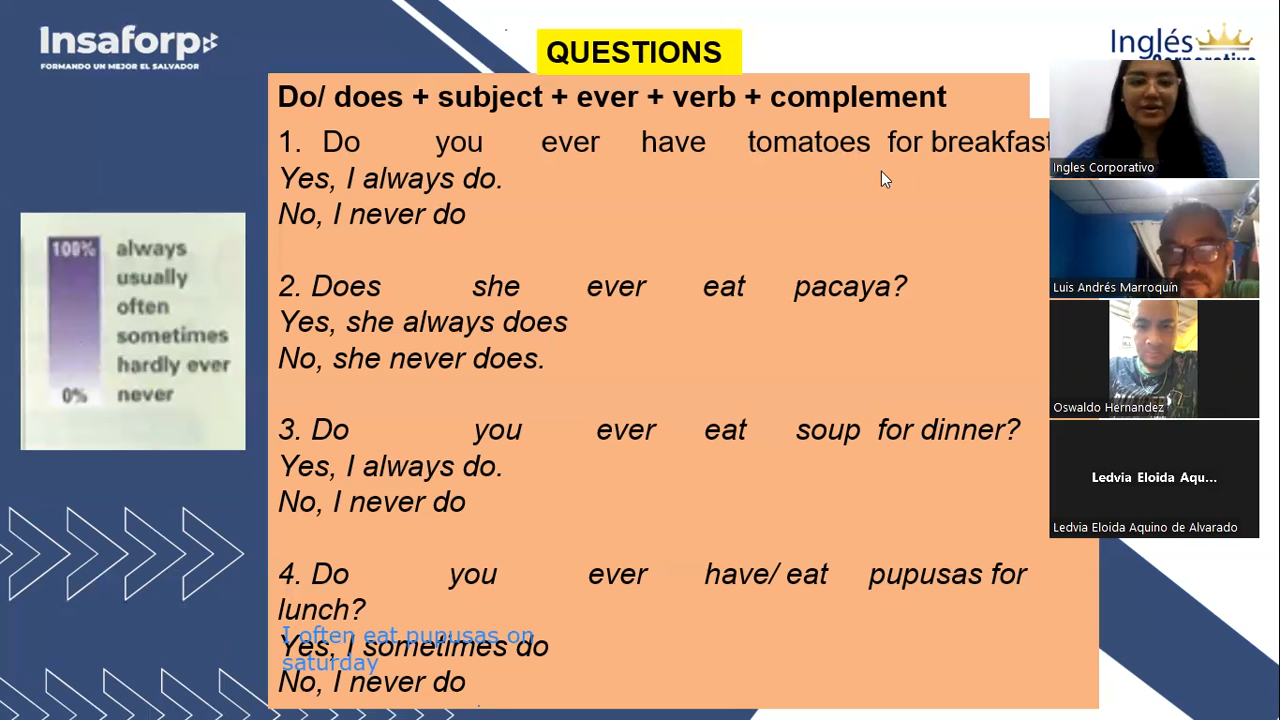 Insaforp
FORMANDO UN MEJOR EL SALVADOR
QUESTIONS
Inglés
Corporativo
Do/ does + subject + ever + verb + complement
1. Do you ever have tomatoes for breakfast
Yes, I always do.
No, I never do
2. Does she ever eat pacaya?
Yes, she always does
No, she never does.
3. Do you ever eat soup for dinner?
Yes, I always do.
No, I never do
4. Do you ever have/ eat pupusas for
lunch?
I often eat pupusas on
saturday
Yes, I sometimes do
No, I never do
100%
always
usually
often
sometimes
hardly ever
0%
never
Ingles Corporativo
Luis Andrés Marroquín
Oswaldo Hernandez
Ledvia Eloida Aqu...
Ledvia Eloida Aquino de Alvarado